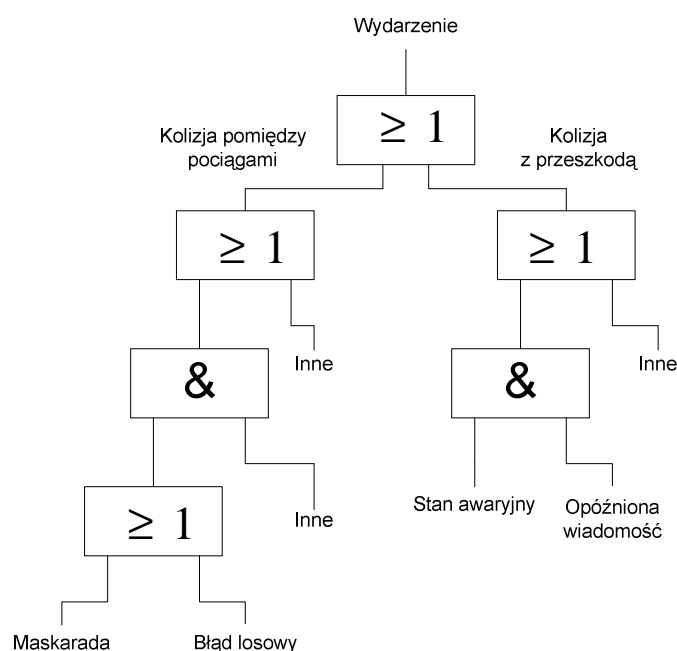 Wydarzenie
≥ 1
Kolizja pomiędzy
pociągami
Kolizja
z przeszkodą
≥ 1
≥ 1
Inne
Inne
&
&
Stan awaryjny
Opóźniona
wiadomość
Inne
≥ 1
Maskarada
Błąd losowy